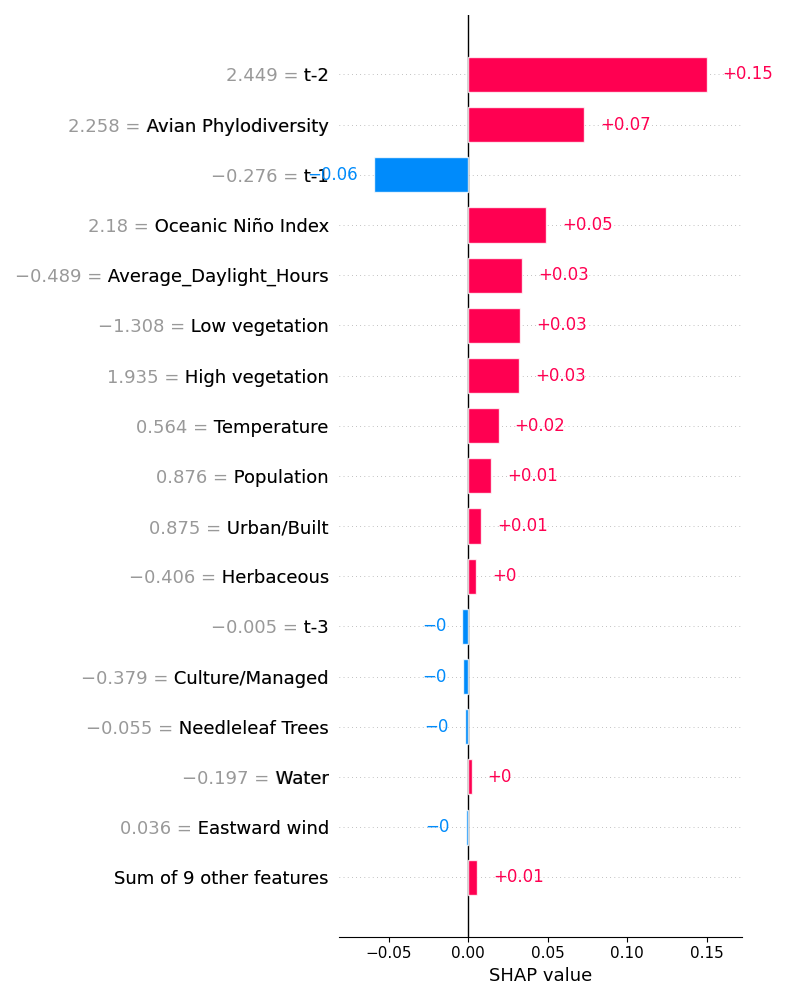 2.449 = t-2 +0.15
2.258 = Avian Phylodiversity +0.07
−0.276 = t-1 −0.06
2.18 = Oceanic Niño Index +0.05
−0.489 = Average_Daylight_Hours +0.03
−1.308 = Low vegetation +0.03
1.935 = High vegetation +0.03
0.564 = Temperature +0.02
0.876 = Population +0.01
0.875 = Urban/Built +0.01
−0.406 = Herbaceous +0
−0.005 = t-3 −0
−0.379 = Culture/Managed −0
−0.055 = Needleleaf Trees −0
−0.197 = Water +0
0.036 = Eastward wind −0
Sum of 9 other features +0.01
−0.05 0.00 0.05 0.10 0.15
SHAP value